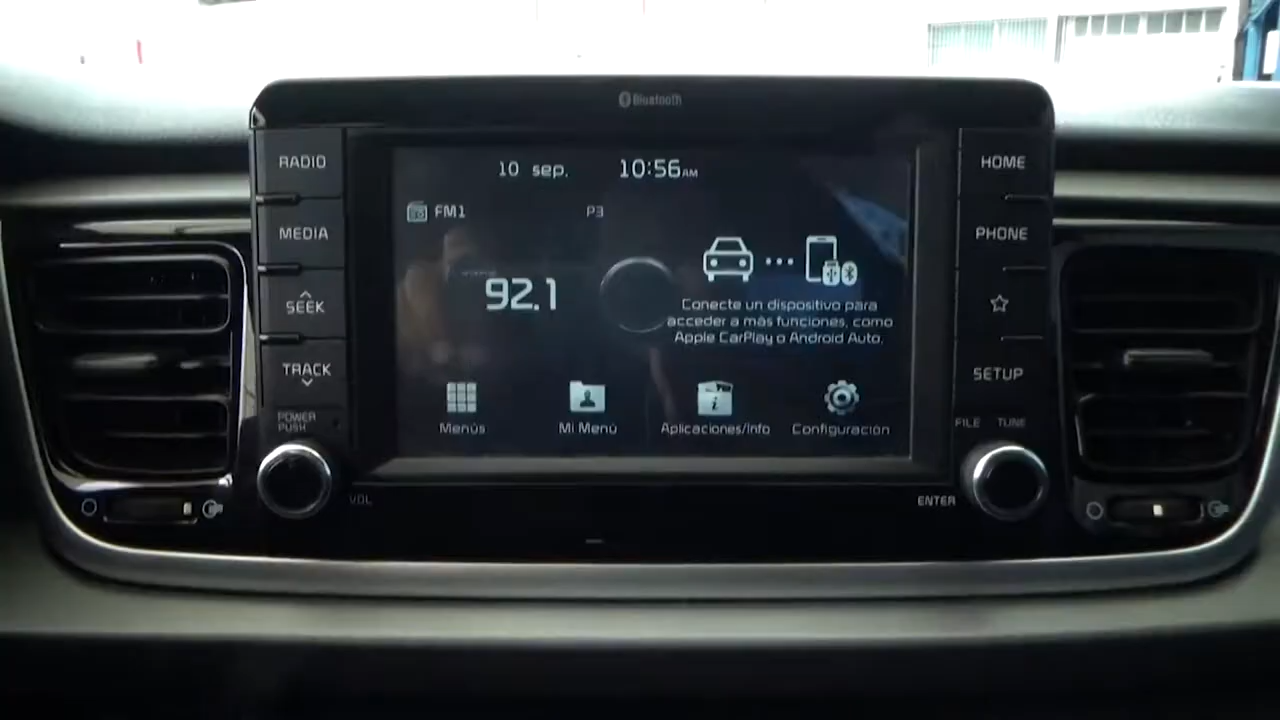 Bluetooth
RADIO
MEDIA
SEEK
TRACK
POWER
PUSH
VOL
10 sep. 10:56AM
FM1 P3
92.1
Conecte un dispositivo para
acceder a más funciones, como
Apple CarPlay o Android Auto.
Menús Mi Menú Aplicaciones/Info Configuración
HOME
PHONE
SETUP
FILE TUNE
ENTER